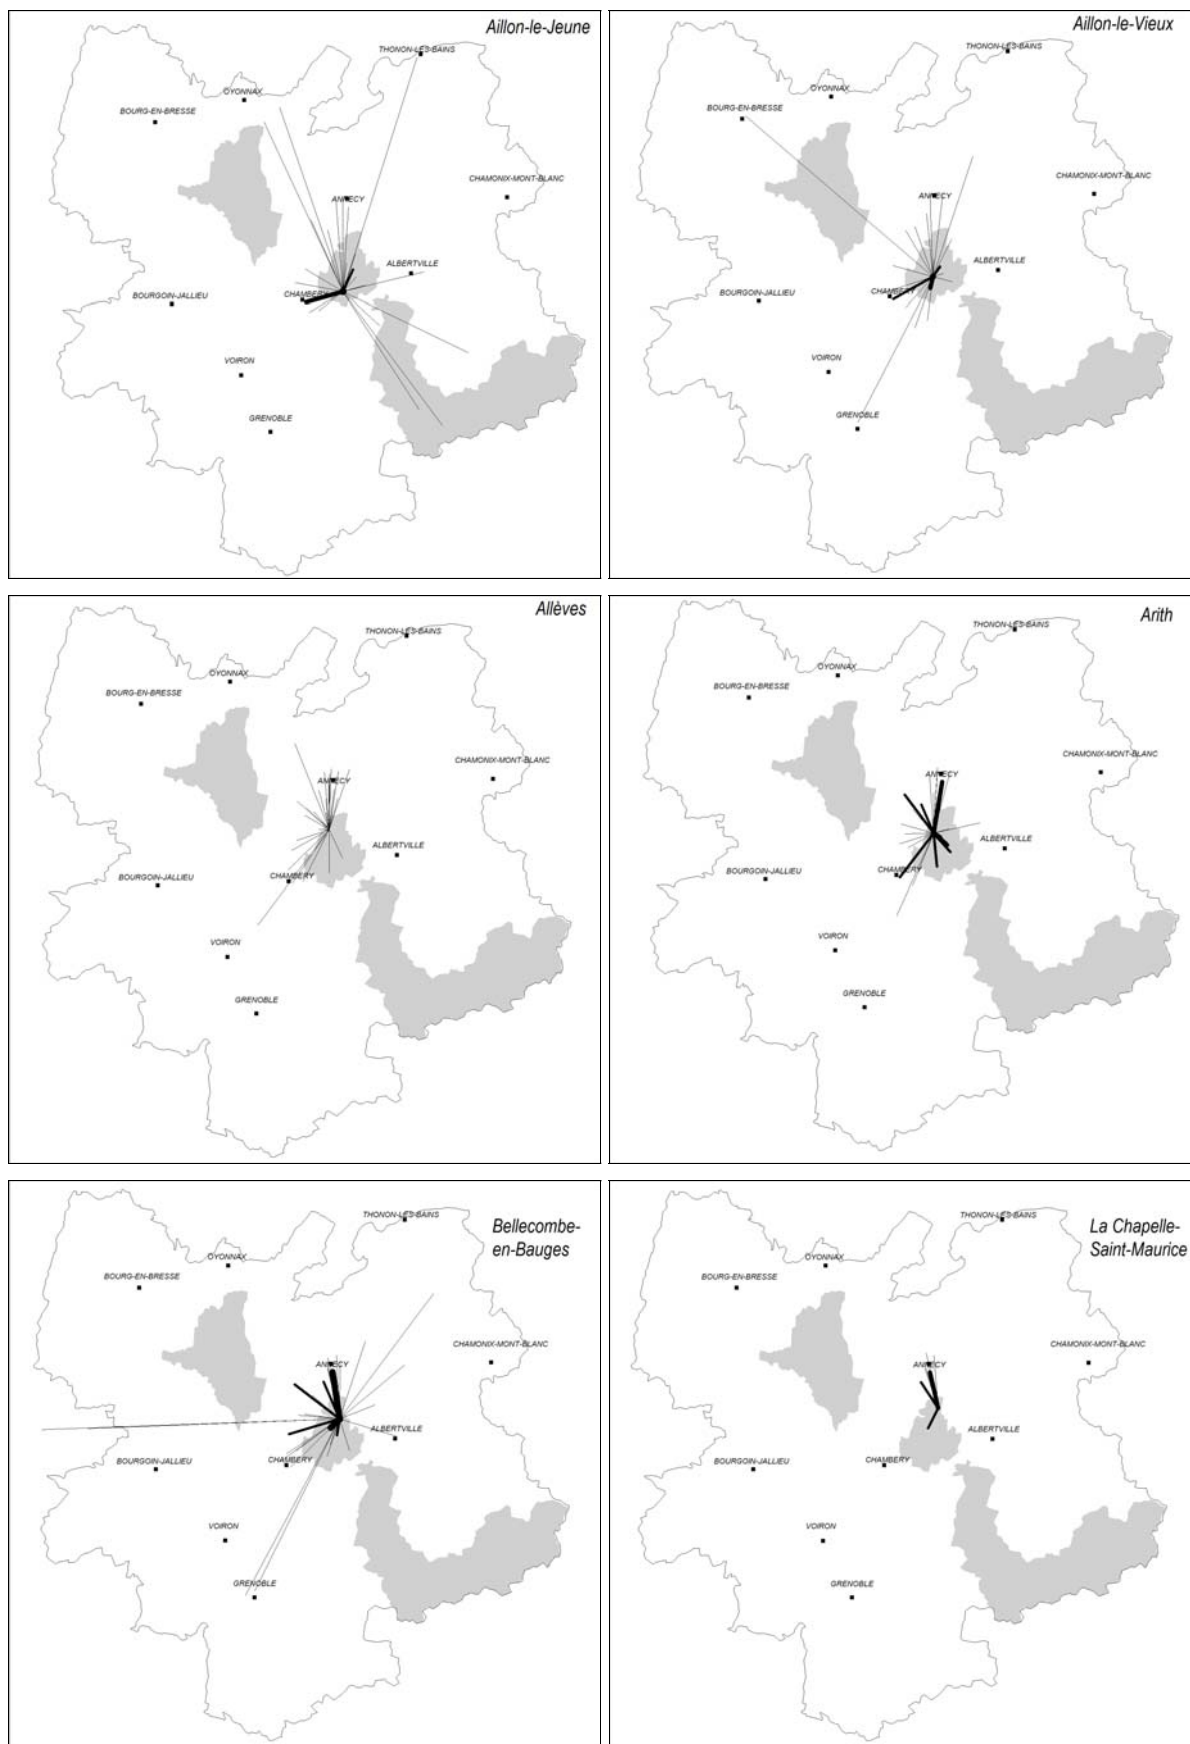 Aillon-le-Jeune
THONON-LES-BAINS
OYONNAX
BOURG-EN-BRESSE
CHAMONIX-MONT-BLANC
ANNECY
ALBERTVILLE
CHAMBERY
BOURGOIN-JALLIEU
VOIRON
GRENOBLE
Aillon-le-Vieux
THONON-LES-BAINS
OYONNAX
BOURG-EN-BRESSE
CHAMONIX-MONT-BLANC
ANNECY
ALBERTVILLE
CHAMBERY
BOURGOIN-JALLIEU
VOIRON
GRENOBLE
Allèves
THONON-LES-BAINS
OYONNAX
BOURG-EN-BRESSE
CHAMONIX-MONT-BLANC
ANNECY
ALBERTVILLE
CHAMBERY
BOURGOIN-JALLIEU
VOIRON
GRENOBLE
Arith
THONON-LES-BAINS
OYONNAX
BOURG-EN-BRESSE
CHAMONIX-MONT-BLANC
ANNECY
ALBERTVILLE
CHAMBERY
BOURGOIN-JALLIEU
VOIRON
GRENOBLE
Bellecombe-
en-Bauges
THONON-LES-BAINS
OYONNAX
BOURG-EN-BRESSE
CHAMONIX-MONT-BLANC
ANNECY
ALBERTVILLE
CHAMBERY
BOURGOIN-JALLIEU
VOIRON
GRENOBLE
La Chapelle-
Saint-Maurice
THONON-LES-BAINS
OYONNAX
BOURG-EN-BRESSE
CHAMONIX-MONT-BLANC
ANNECY
ALBERTVILLE
CHAMBERY
BOURGOIN-JALLIEU
VOIRON
GRENOBLE